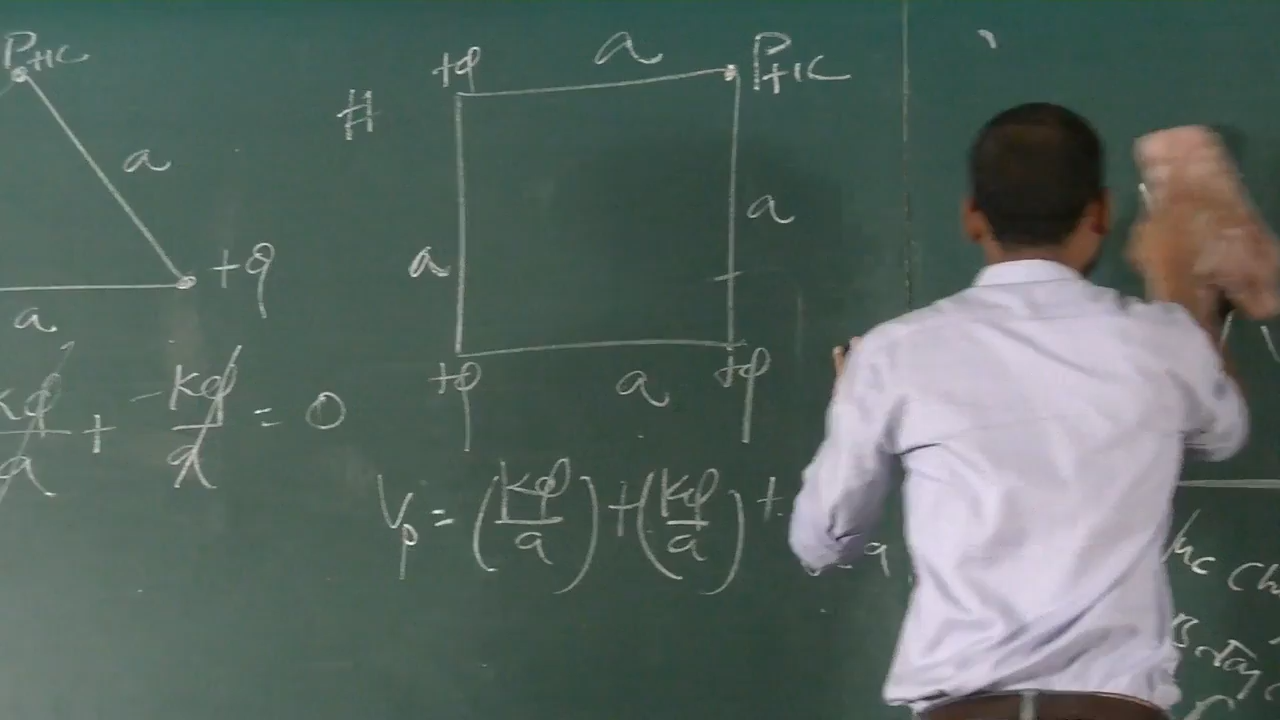 P+1C
a
+q
a
Kq/a + -Kq/a = 0
#
+q a P+1C
a a
+q a +q
Vp = (Kq/a) + (Kq/a) +